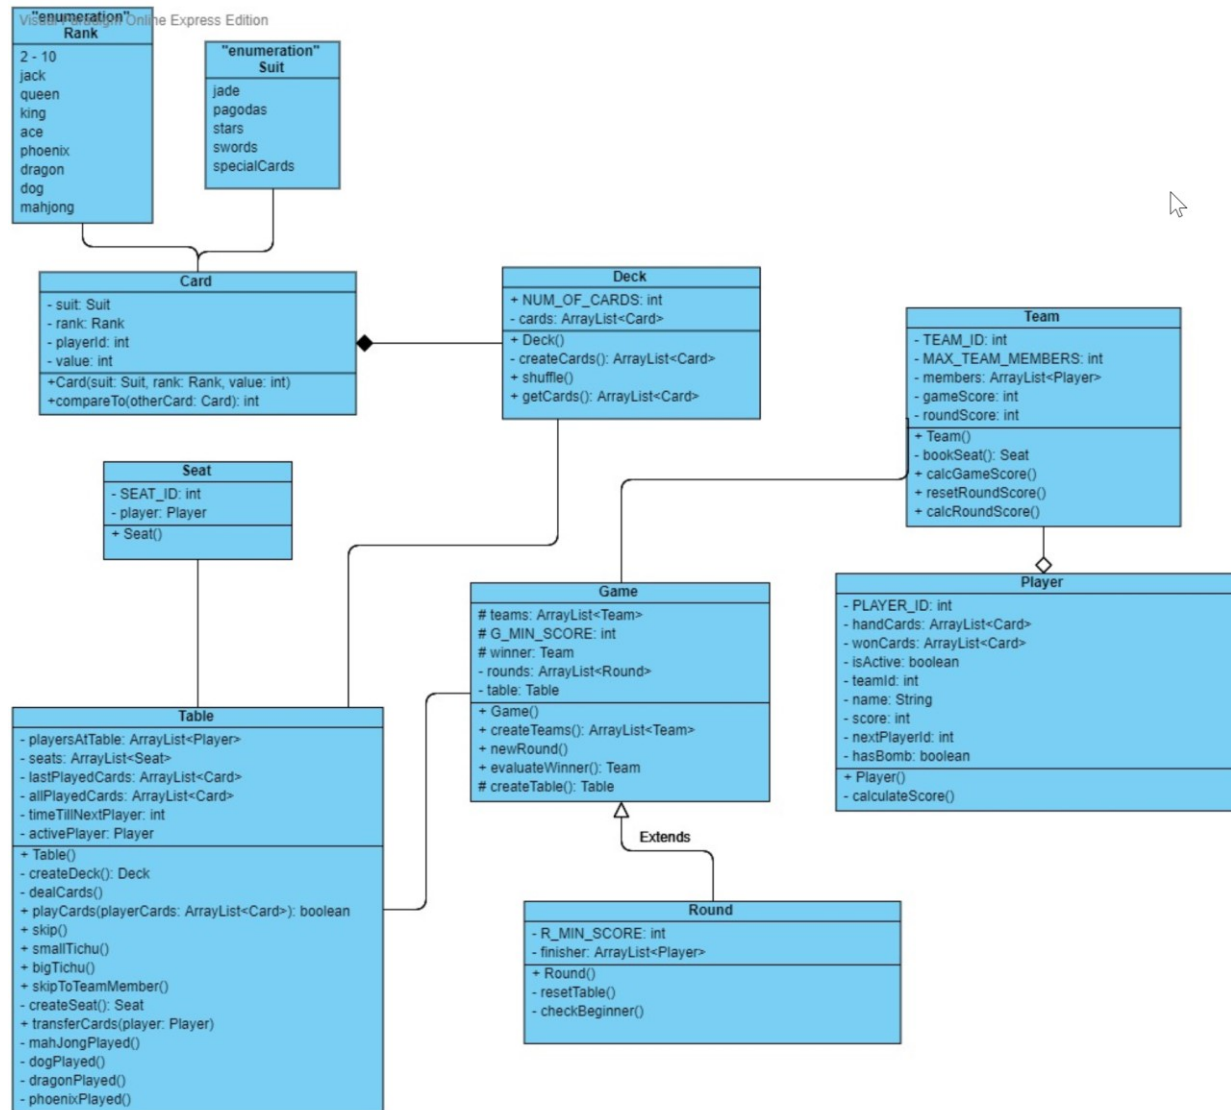 Visual Paradigm Online Express Edition
"enumeration"
Rank
2 - 10
jack
queen
king
ace
phoenix
dragon
dog
mahjong
"enumeration"
Suit
jade
pagodas
stars
swords
specialCards
Card
- suit: Suit
- rank: Rank
- playerId: int
- value: int
+Card(suit: Suit, rank: Rank, value: int)
+compareTo(otherCard: Card): int
Deck
+ NUM_OF_CARDS: int
- cards: ArrayList<Card>
+ Deck()
- createCards(): ArrayList<Card>
+ shuffle()
+ getCards(): ArrayList<Card>
Team
- TEAM_ID: int
- MAX_TEAM_MEMBERS: int
- members: ArrayList<Player>
- gameScore: int
- roundScore: int
+ Team()
- bookSeat(): Seat
+ calcGameScore()
+ resetRoundScore()
+ calcRoundScore()
Seat
- SEAT_ID: int
- player: Player
+ Seat()
Game
# teams: ArrayList<Team>
# G_MIN_SCORE: int
# winner: Team
- rounds: ArrayList<Round>
- table: Table
+ Game()
+ createTeams(): ArrayList<Team>
+ newRound()
+ evaluateWinner(): Team
# createTable(): Table
Player
- PLAYER_ID: int
- handCards: ArrayList<Card>
- wonCards: ArrayList<Card>
- isActive: boolean
- teamId: int
- name: String
- score: int
- nextPlayerId: int
- hasBomb: boolean
+ Player()
- calculateScore()
Table
- playersAtTable: ArrayList<Player>
- seats: ArrayList<Seat>
- lastPlayedCards: ArrayList<Card>
- allPlayedCards: ArrayList<Card>
- timeTillNextPlayer: int
- activePlayer: Player
+ Table()
- createDeck(): Deck
- dealCards()
+ playCards(playerCards: ArrayList<Card>): boolean
+ skip()
+ smallTichu()
+ bigTichu()
+ skipToTeamMember()
- createSeat(): Seat
+ transferCards(player: Player)
- mahJongPlayed()
- dogPlayed()
- dragonPlayed()
- phoenixPlayed()
Extends
Round
- R_MIN_SCORE: int
- finisher: ArrayList<Player>
+ Round()
- resetTable()
- checkBeginner()